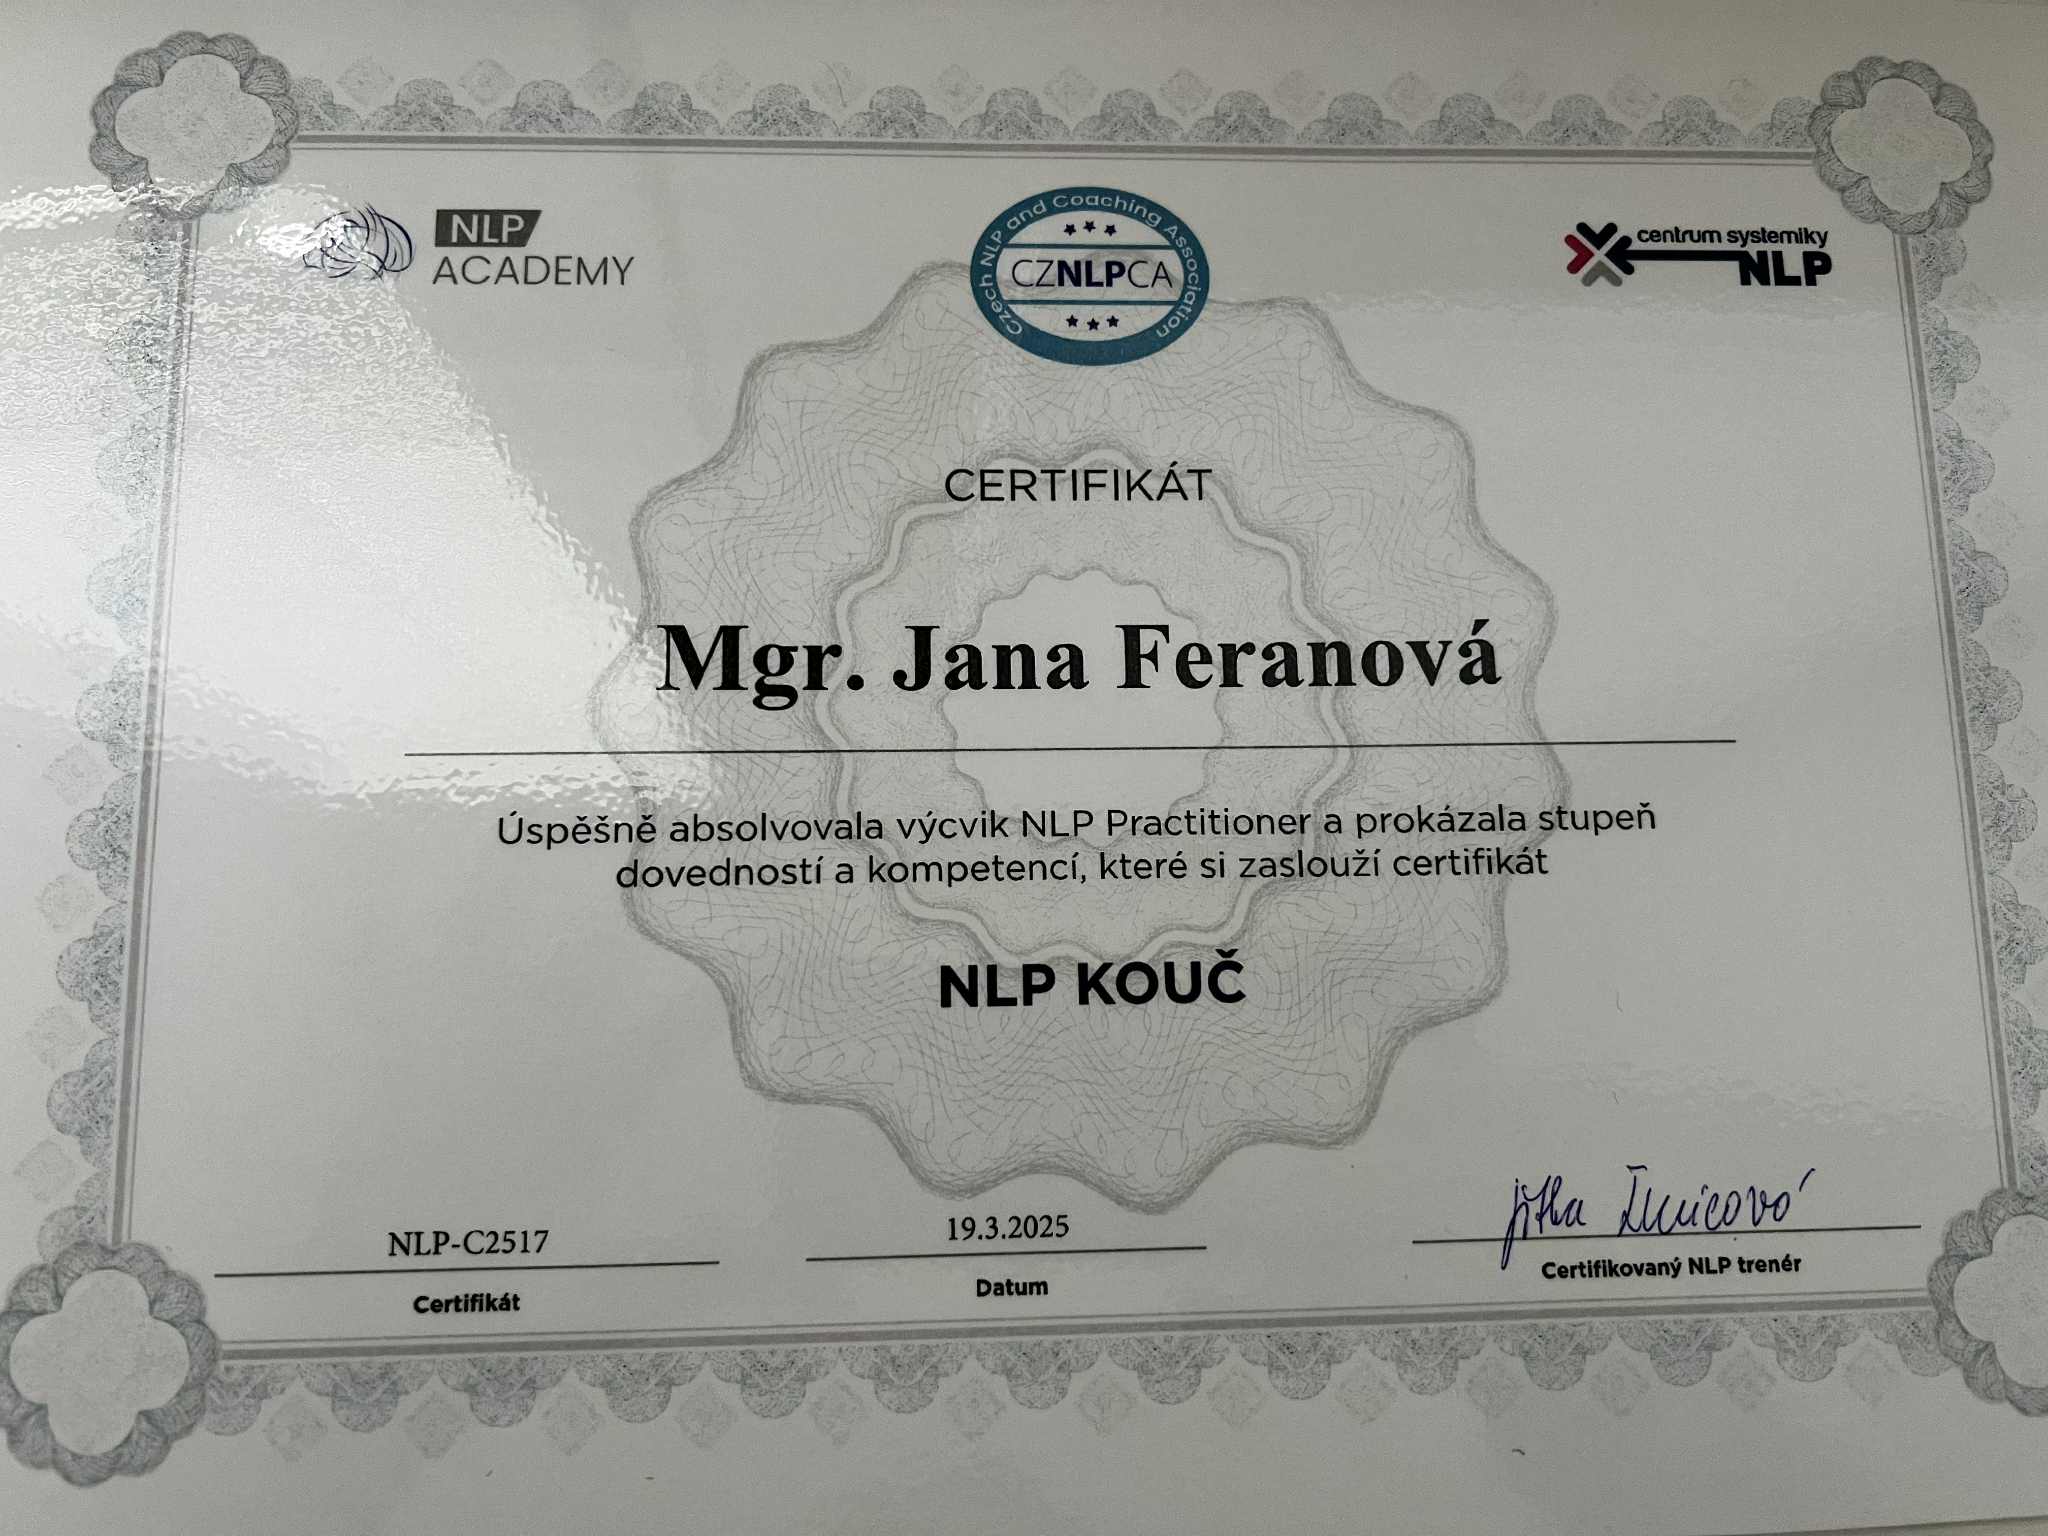 NLP
ACADEMY
Czech NLP and Coaching Association
CZNLPCA
centrum systemiky
NLP
CERTIFIKÁT
Mgr. Jana Feranová
Úspěšně absolvovala výcvik NLP Practitioner a prokázala stupeň
dovedností a kompetencí, které si zaslouží certifikát
NLP KOUČ
NLP-C2517
Certifikát
19.3.2025
Datum
Jitka
Certifikovaný NLP trenér